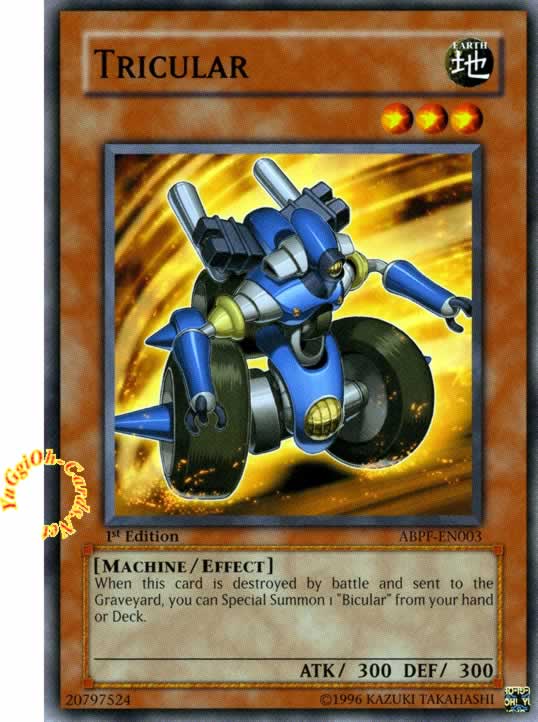 TRICULAR
EARTH
地
1st Edition
ABPF-EN003
[MACHINE/EFFECT]
When this card is destroyed by battle and sent to the
Graveyard, you can Special Summon 1 "Bicular" from your hand
or Deck.
ATK/ 300 DEF/ 300
20797524
©1996 KAZUKI TAKAHASHI
YuGgiOh-Cards.Net